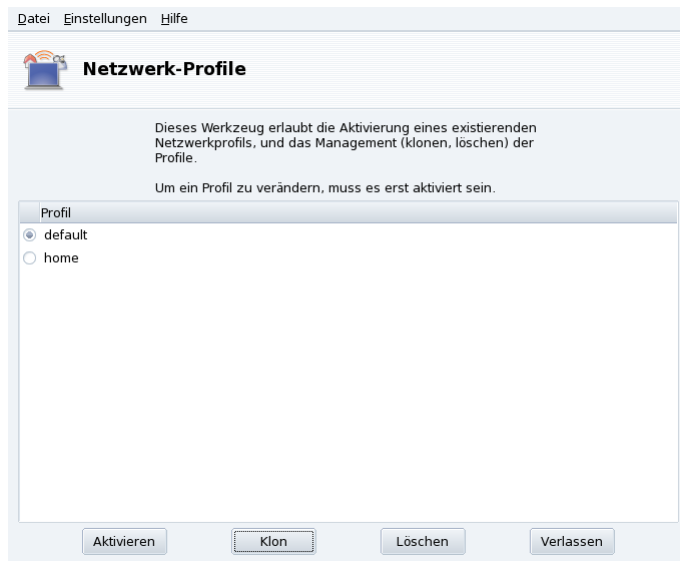 Datei Einstellungen Hilfe
Netzwerk-Profile
Dieses Werkzeug erlaubt die Aktivierung eines existierenden
Netzwerkprofils, und das Management (klonen, löschen) der
Profile.
Um ein Profil zu verändern, muss es erst aktiviert sein.
Profil
default
home
Aktivieren Klon Löschen Verlassen